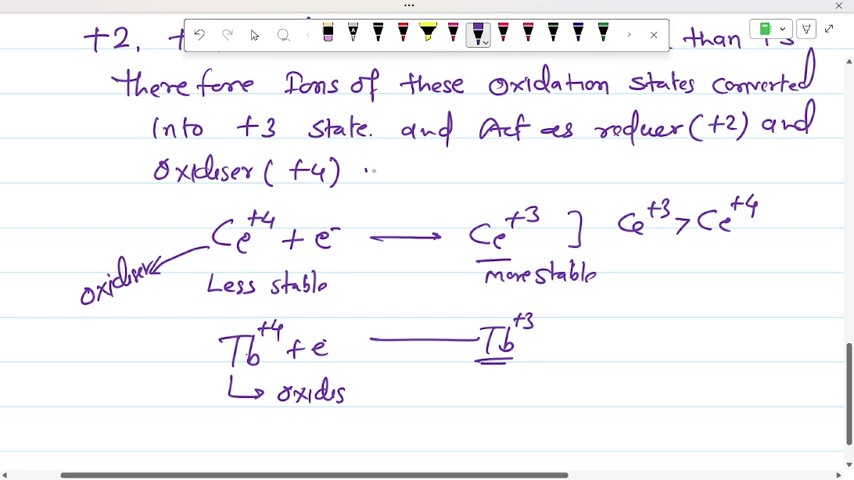 +2, than +3
therefore Ions of these oxidation states converted
into +3 state. and Act as reducer (+2) and
oxidiser (+4)
Ce+4 + e- → Ce+3 ] Ce+3 > Ce+4
oxidiser Less stable more stable
Tb+4 + e — Tb+3
↳ oxidis